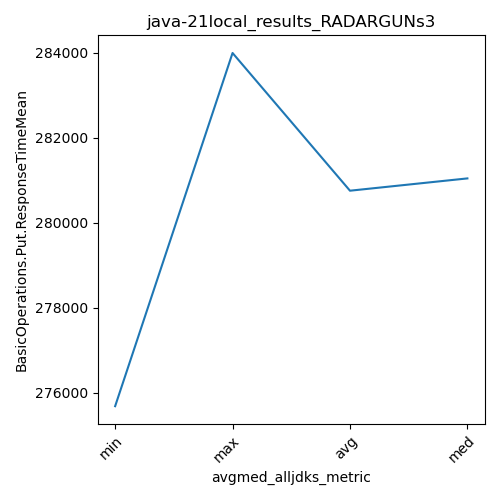 java-21local_results_RADARGUNs3
BasicOperations.Put.ResponseTimeMean
284000
282000
280000
278000
276000
min
max
avg
med
avgmed_alljdks_metric